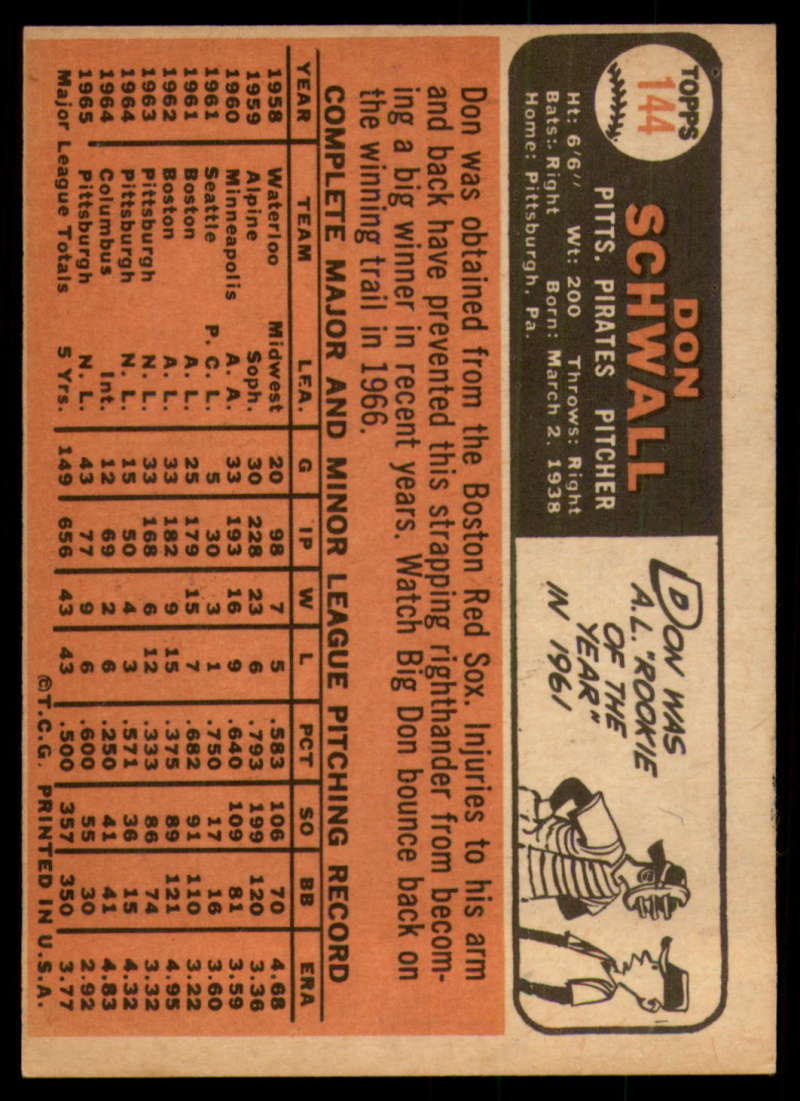 TOPPS
144
DON
SCHWALL
PITTS. PIRATES PITCHER
Ht: 6'6" Wt: 200 Throws: Right
Bats: Right Born: March 2, 1938
Home: Pittsburgh, Pa.
DON WAS
A.L. "ROOKIE
OF THE
YEAR"
IN 1961
Don was obtained from the Boston Red Sox. Injuries to his arm
and back have prevented this strapping righthander from becom-
ing a big winner in recent years. Watch Big Don bounce back on
the winning trail in 1966.
COMPLETE MAJOR AND MINOR LEAGUE PITCHING RECORD
YEAR TEAM LEA. G IP W L PCT SO BB ERA
1958 Waterloo Midwest 20 98 7 5 .583 106 70 4.68
1959 Alpine Soph. 30 228 23 6 .793 199 120 3.36
1960 Minneapolis A. A. 33 193 16 9 .640 109 81 3.59
1961 Seattle P. C. L. 5 30 3 1 .750 17 16 3.60
1961 Boston A. L. 25 179 15 7 .682 91 110 3.22
1962 Boston A. L. 33 182 9 15 .375 89 121 4.95
1963 Pittsburgh N. L. 33 168 6 12 .333 86 74 3.32
1964 Pittsburgh N. L. 15 50 4 3 .571 36 15 4.32
1964 Columbus Int. 12 69 2 6 .250 41 41 4.83
1965 Pittsburgh N. L. 43 77 9 6 .600 55 30 2.92
Major League Totals 5 Yrs. 149 656 43 43 .500 357 350 3.77
©T.C.G. PRINTED IN U.S.A.